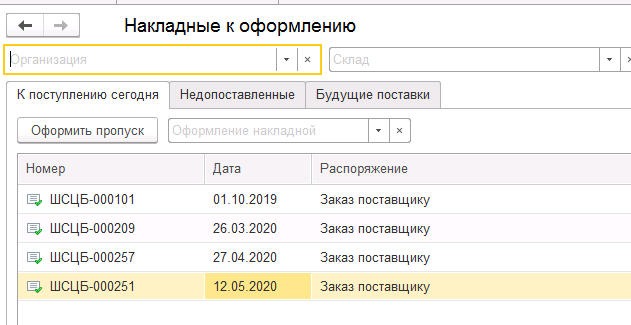 Накладные к оформлению
Организация Склад
К поступлению сегодня Недопоставленные Будущие поставки
Оформить пропуск Оформление накладной
Номер Дата Распоряжение
ШСЦБ-000101 01.10.2019 Заказ поставщику
ШСЦБ-000209 26.03.2020 Заказ поставщику
ШСЦБ-000257 27.04.2020 Заказ поставщику
ШСЦБ-000251 12.05.2020 Заказ поставщику